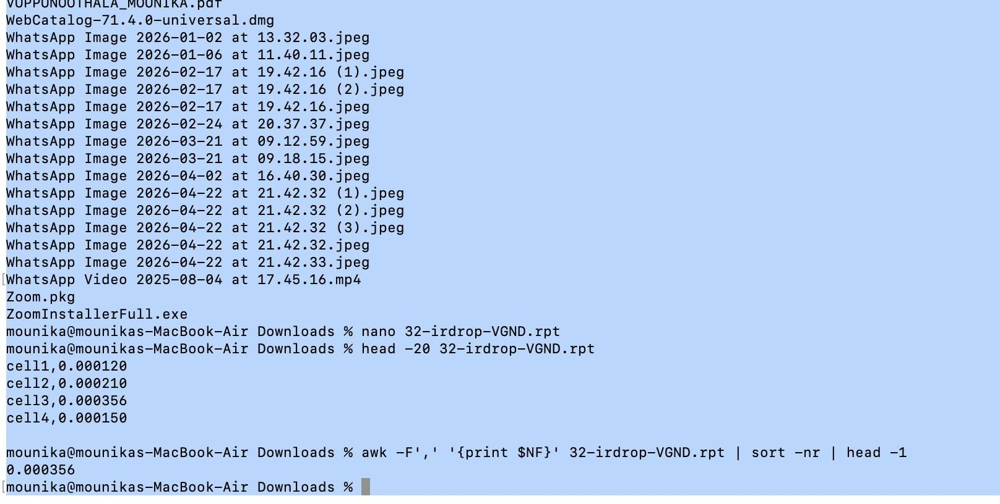 VUPPUNOOTHALA_MOUNIKA.pdf
WebCatalog-71.4.0-universal.dmg
WhatsApp Image 2026-01-02 at 13.32.03.jpeg
WhatsApp Image 2026-01-06 at 11.40.11.jpeg
WhatsApp Image 2026-02-17 at 19.42.16 (1).jpeg
WhatsApp Image 2026-02-17 at 19.42.16 (2).jpeg
WhatsApp Image 2026-02-17 at 19.42.16.jpeg
WhatsApp Image 2026-02-24 at 20.37.37.jpeg
WhatsApp Image 2026-03-21 at 09.12.59.jpeg
WhatsApp Image 2026-03-21 at 09.18.15.jpeg
WhatsApp Image 2026-04-02 at 16.40.30.jpeg
WhatsApp Image 2026-04-22 at 21.42.32 (1).jpeg
WhatsApp Image 2026-04-22 at 21.42.32 (2).jpeg
WhatsApp Image 2026-04-22 at 21.42.32 (3).jpeg
WhatsApp Image 2026-04-22 at 21.42.32.jpeg
WhatsApp Image 2026-04-22 at 21.42.33.jpeg
[WhatsApp Video 2025-08-04 at 17.45.16.mp4
Zoom.pkg
ZoomInstallerFull.exe
mounika@mounikas-MacBook-Air Downloads % nano 32-irdrop-VGND.rpt
mounika@mounikas-MacBook-Air Downloads % head -20 32-irdrop-VGND.rpt
cell1,0.000120
cell2,0.000210
cell3,0.000356
cell4,0.000150
mounika@mounikas-MacBook-Air Downloads % awk -F',' '{print $NF}' 32-irdrop-VGND.rpt | sort -nr | head -1
0.000356
[mounika@mounikas-MacBook-Air Downloads %